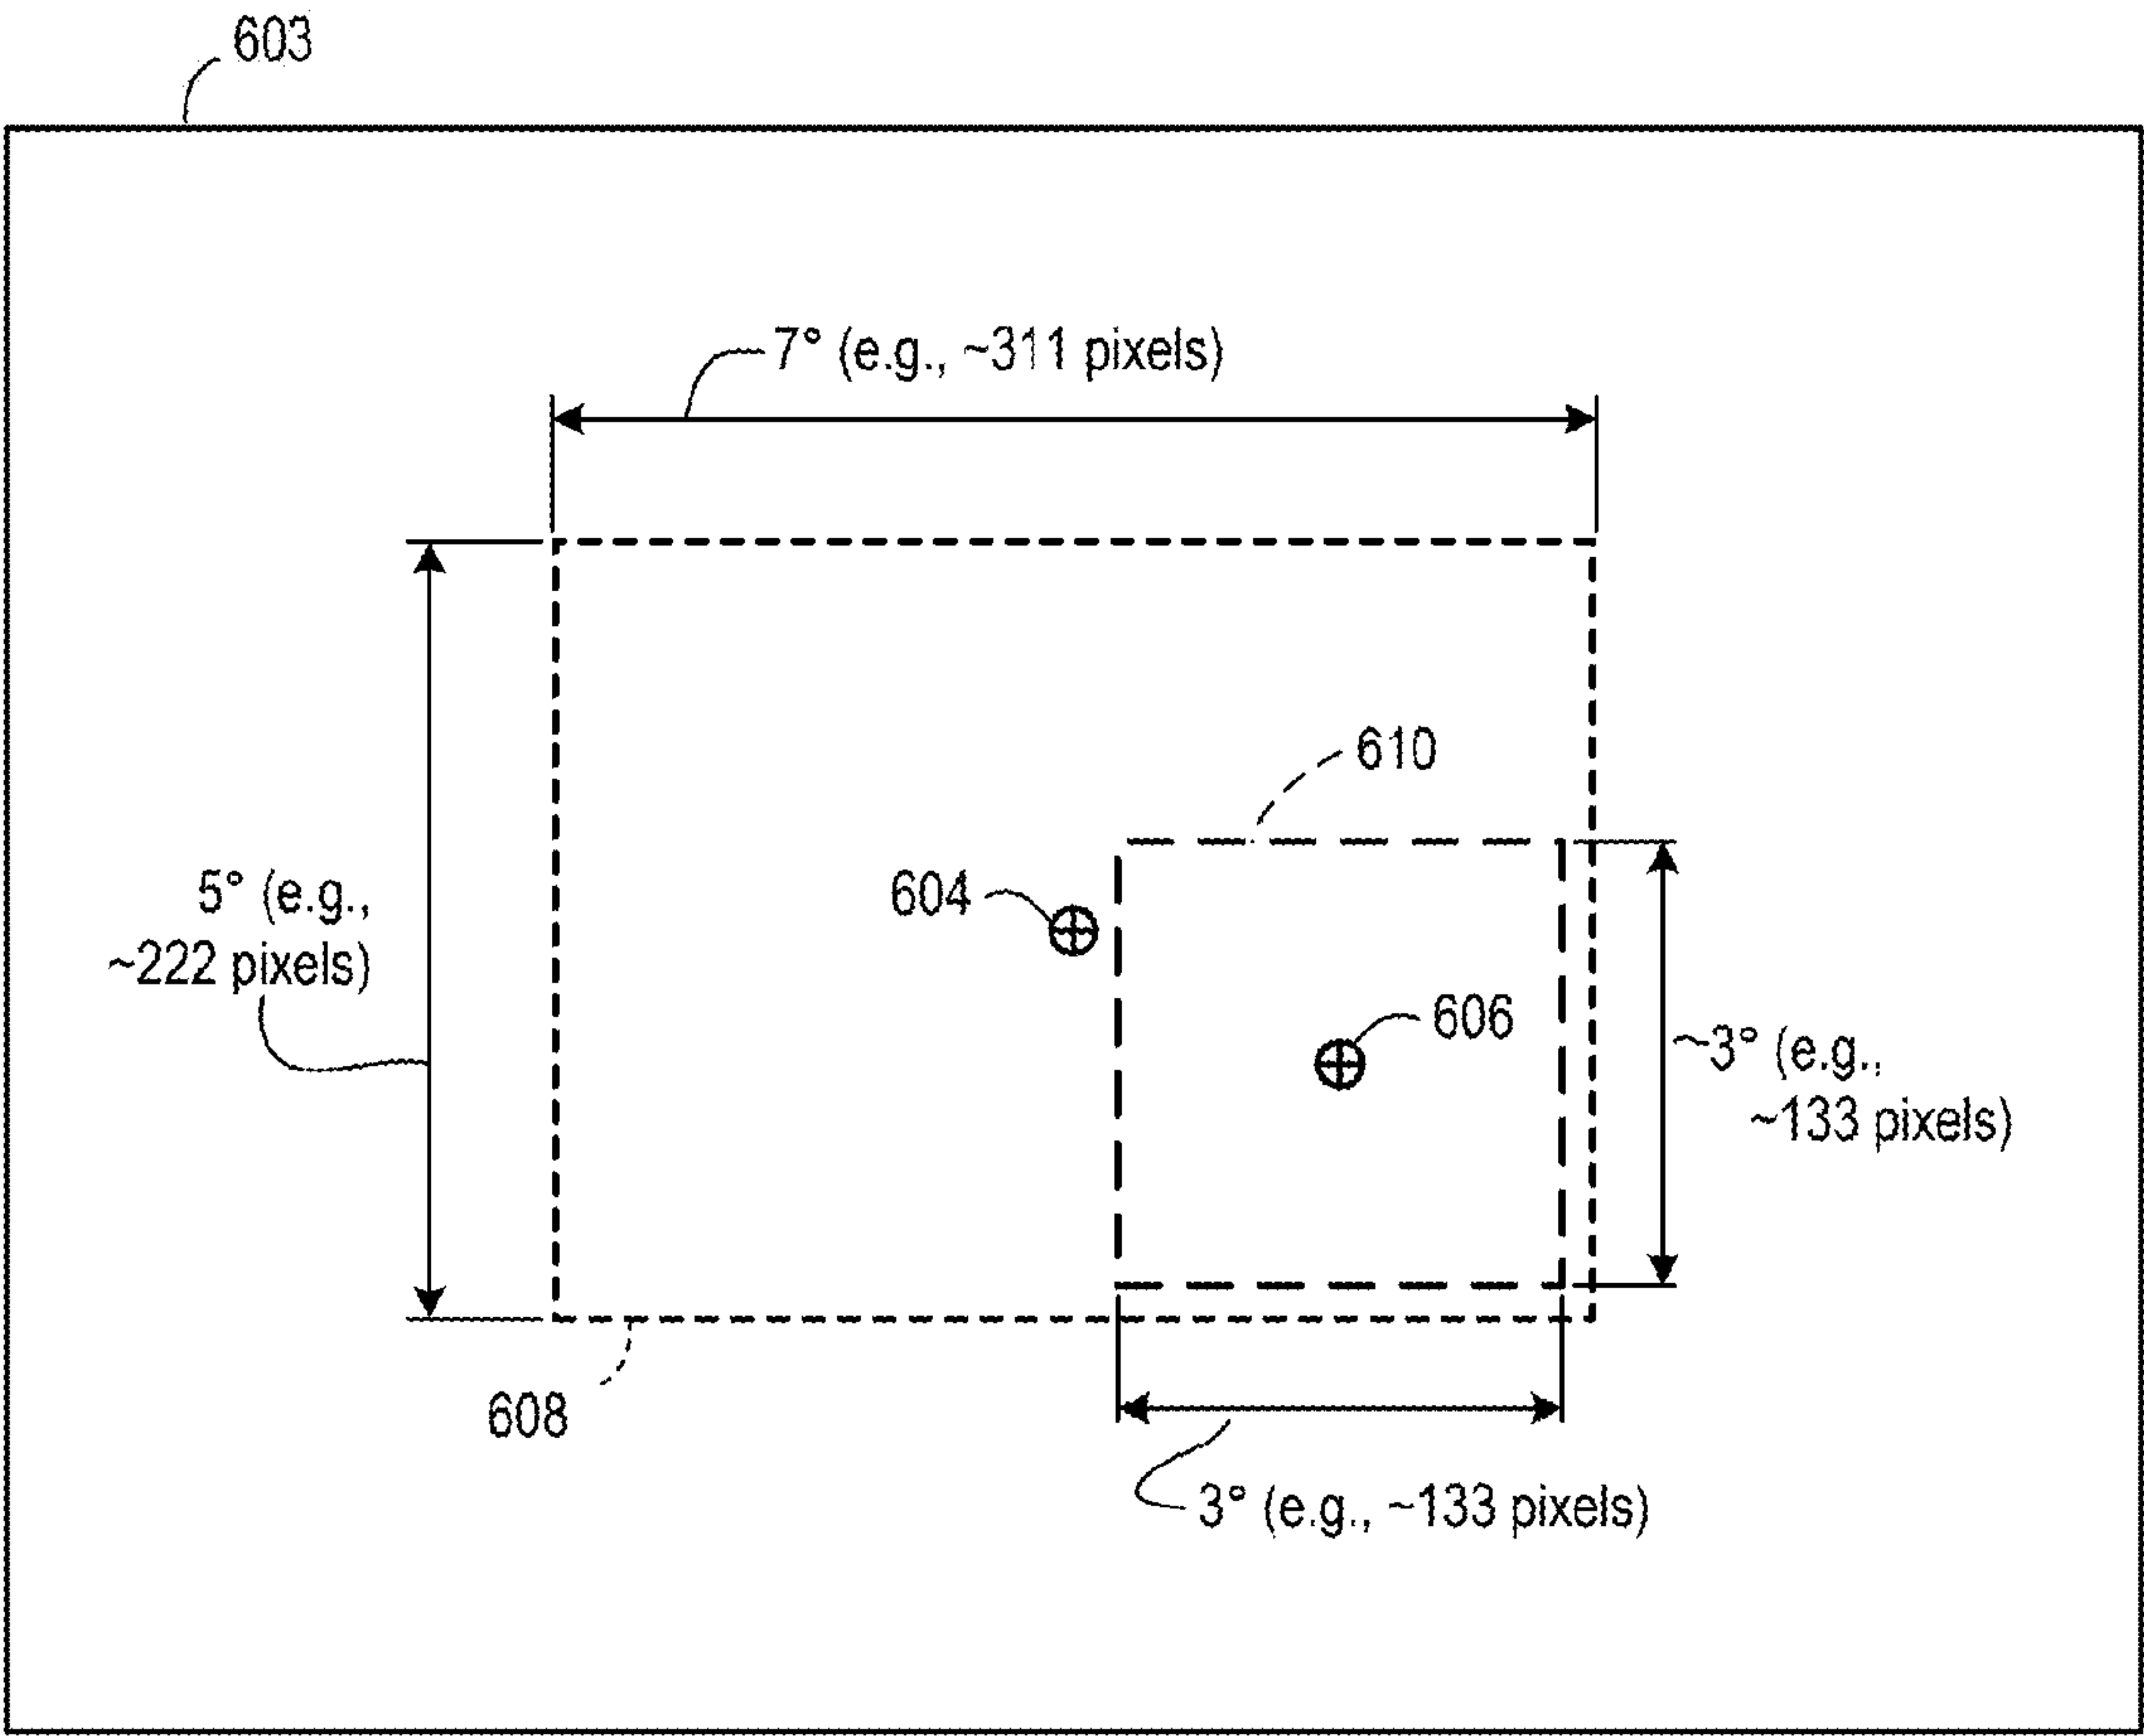 603
7° (e.g., ~311 pixels)
610
5° (e.g.,
~222 pixels)
604
606
~3° (e.g.,
~133 pixels)
608
3° (e.g., ~133 pixels)